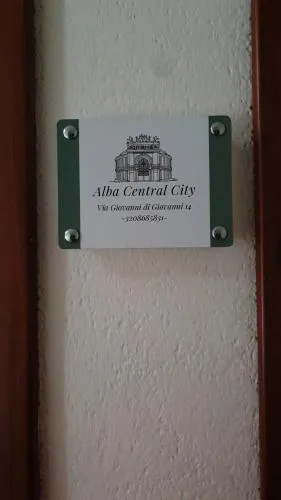 Alba Central City
Via Giovanni di Giovanni 14
-3208685831-